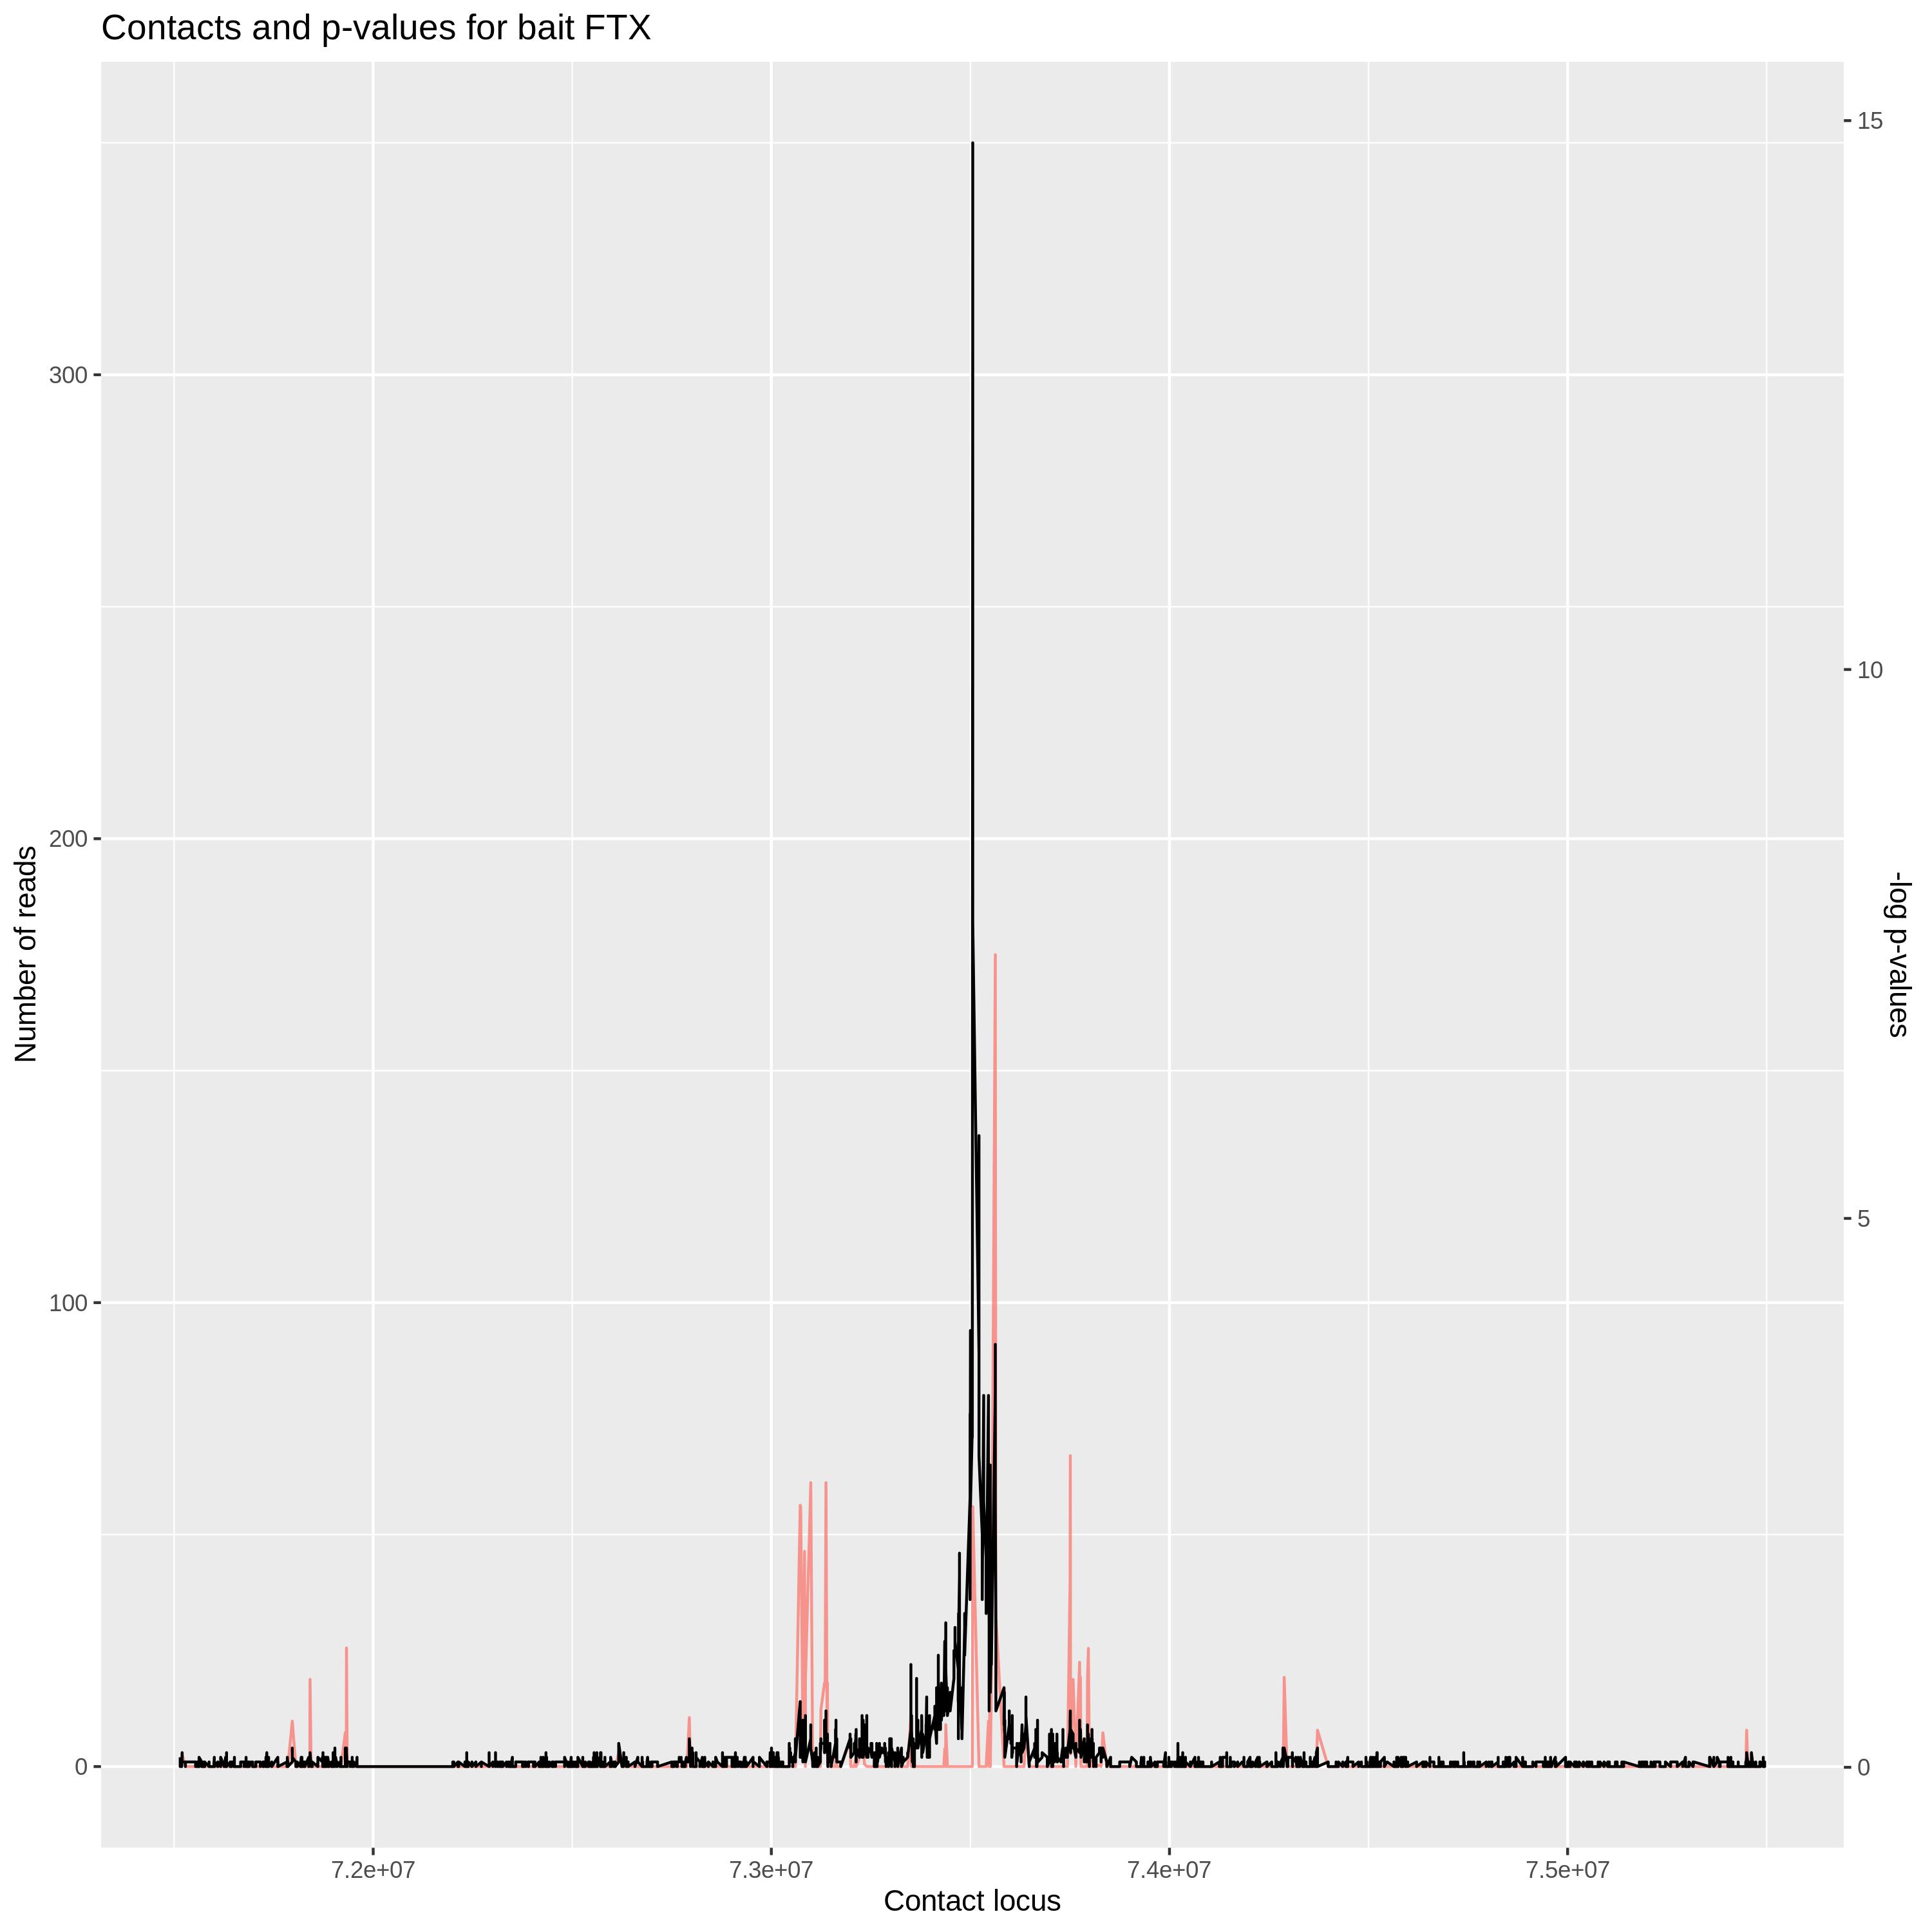 Contacts and p-values for bait FTX
15
300
10
200
Number of reads
-log p-values
5
100
0
0
7.2e+07
7.3e+07
7.4e+07
7.5e+07
Contact locus